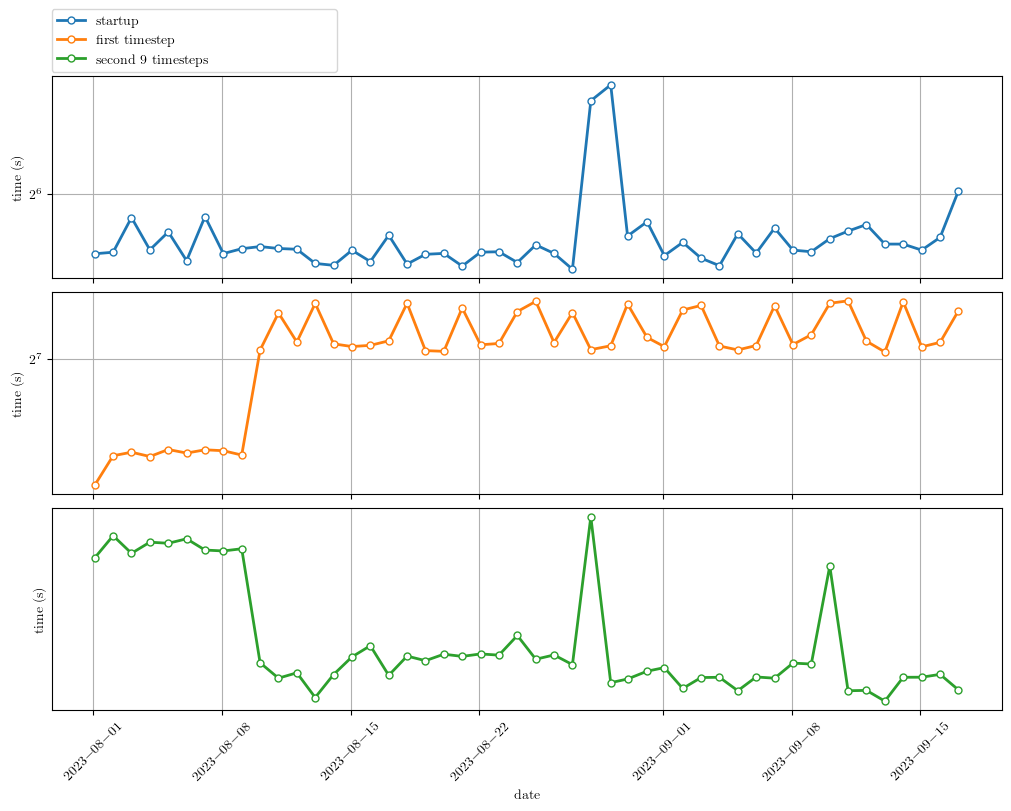 startup
first timestep
second 9 timesteps
time (s)
2^6
time (s)
2^7
time (s)
2023−08−01
2023−08−08
2023−08−15
2023−08−22
2023−09−01
2023−09−08
2023−09−15
date